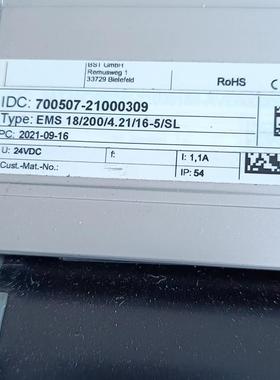 BST GmbH
Remusweg 1
33729 Bielefeld
RoHS
IDC: 700507-21000309
Type: EMS 18/200/4.21/16-5/SL
PC: 2021-09-16
U: 24VDC
f:
I: 1,1A
Cust.-Mat.-No.:
IP: 54